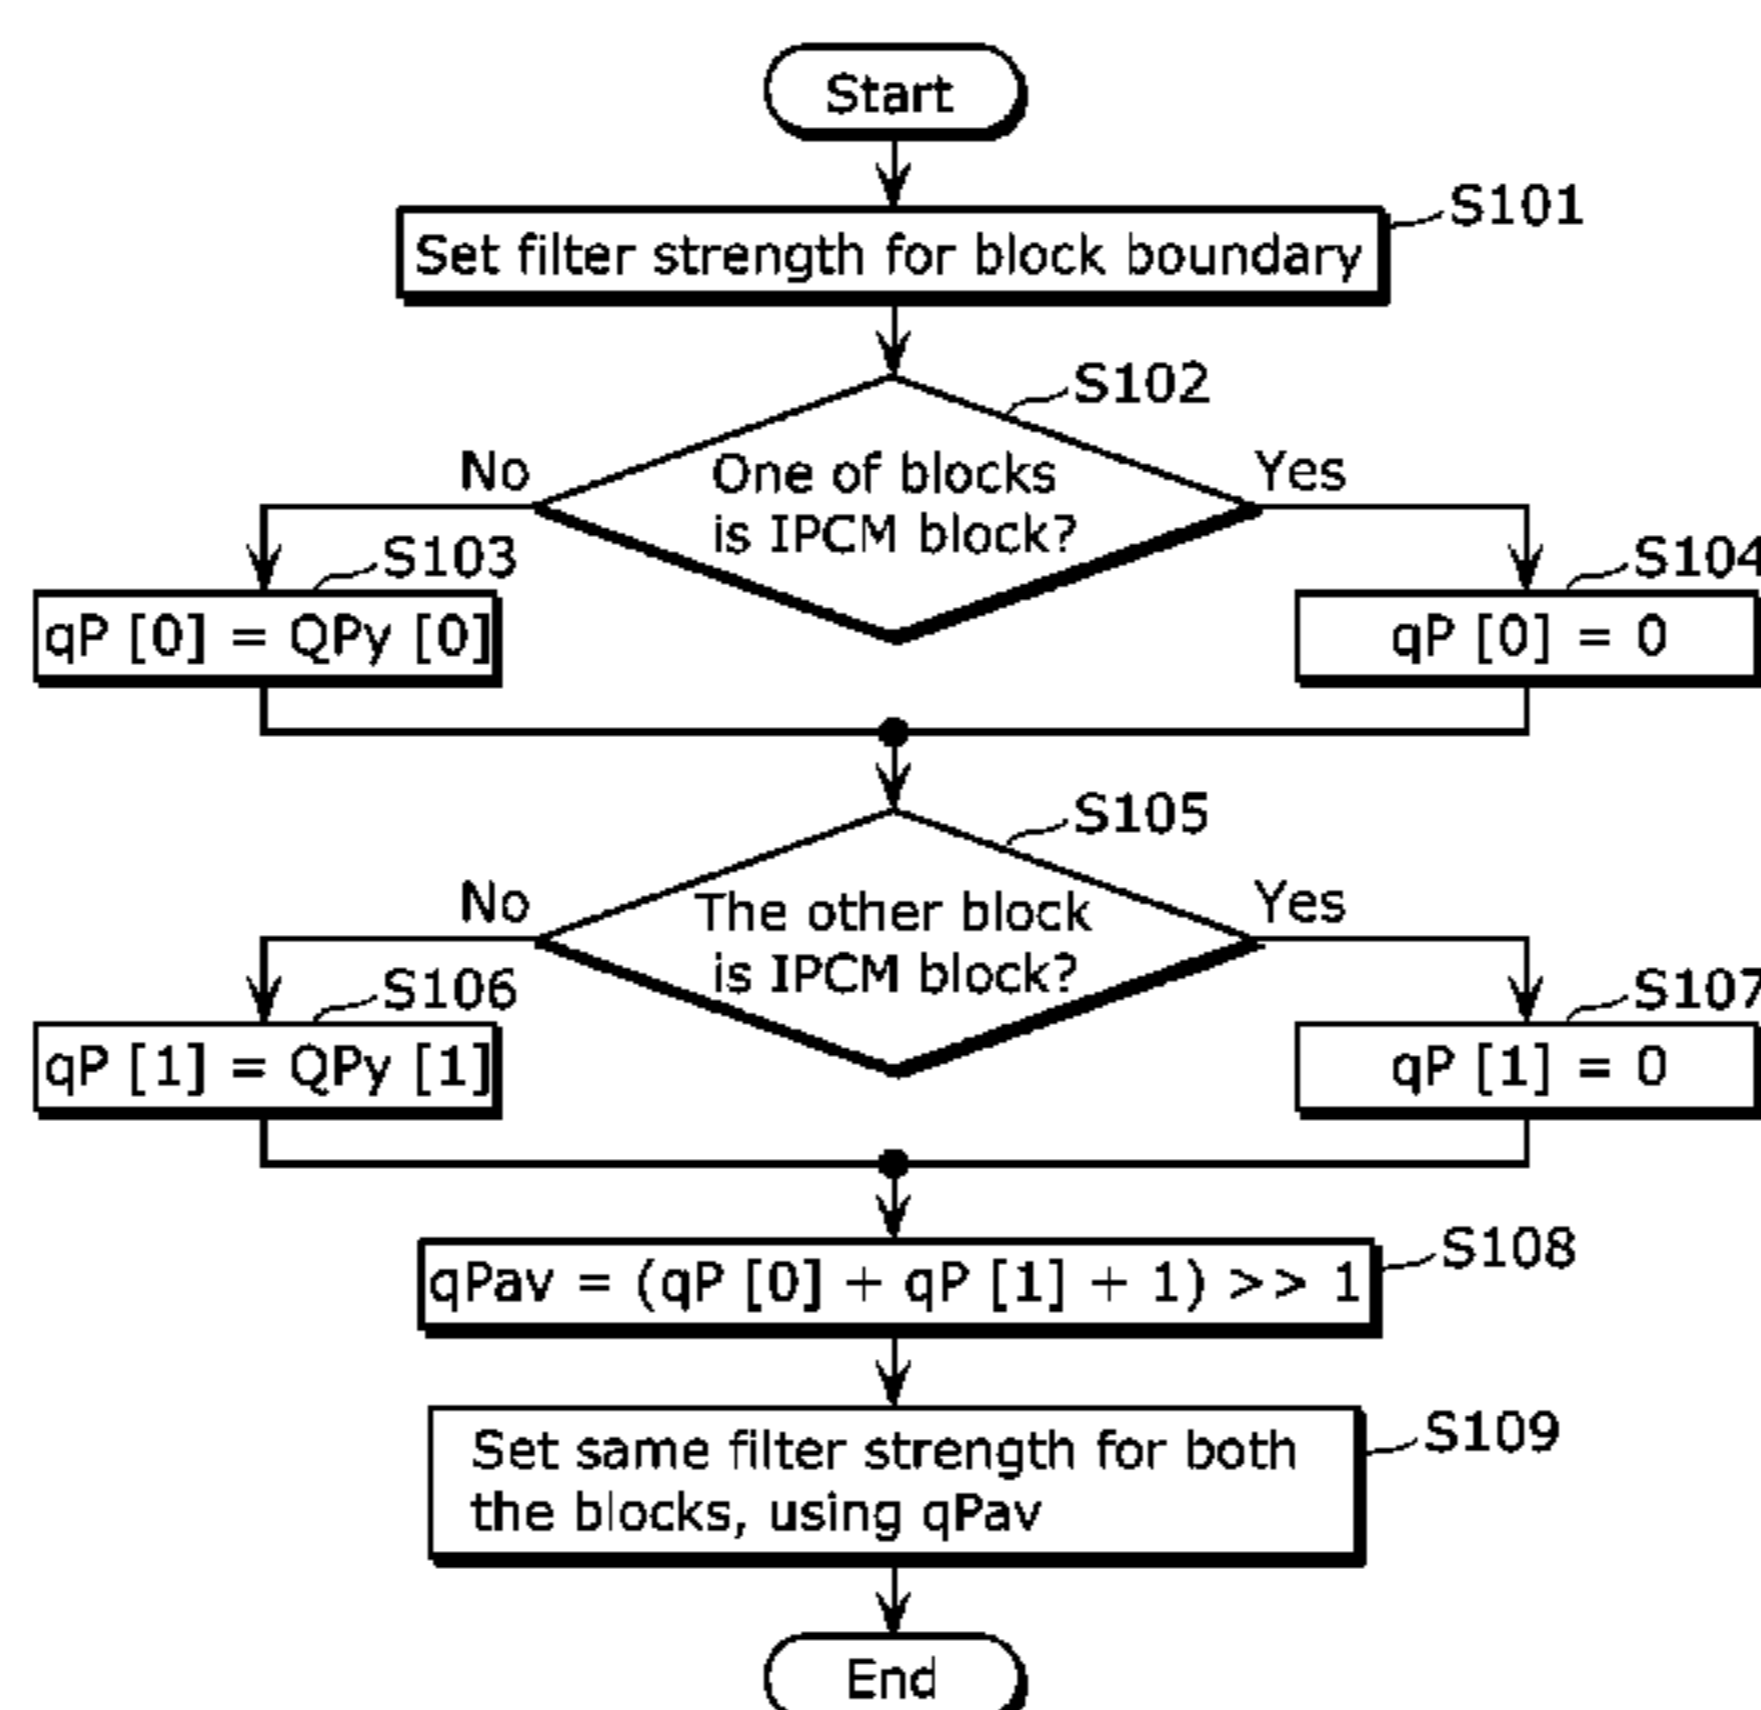 Start
S101
Set filter strength for block boundary
S102
No
One of blocks
is IPCM block?
Yes
S103
qP [0] = QPy [0]
S104
qP [0] = 0
S105
No
The other block
is IPCM block?
Yes
S106
qP [1] = QPy [1]
S107
qP [1] = 0
S108
qPav = (qP [0] + qP [1] + 1) >> 1
S109
Set same filter strength for both
the blocks, using qPav
End